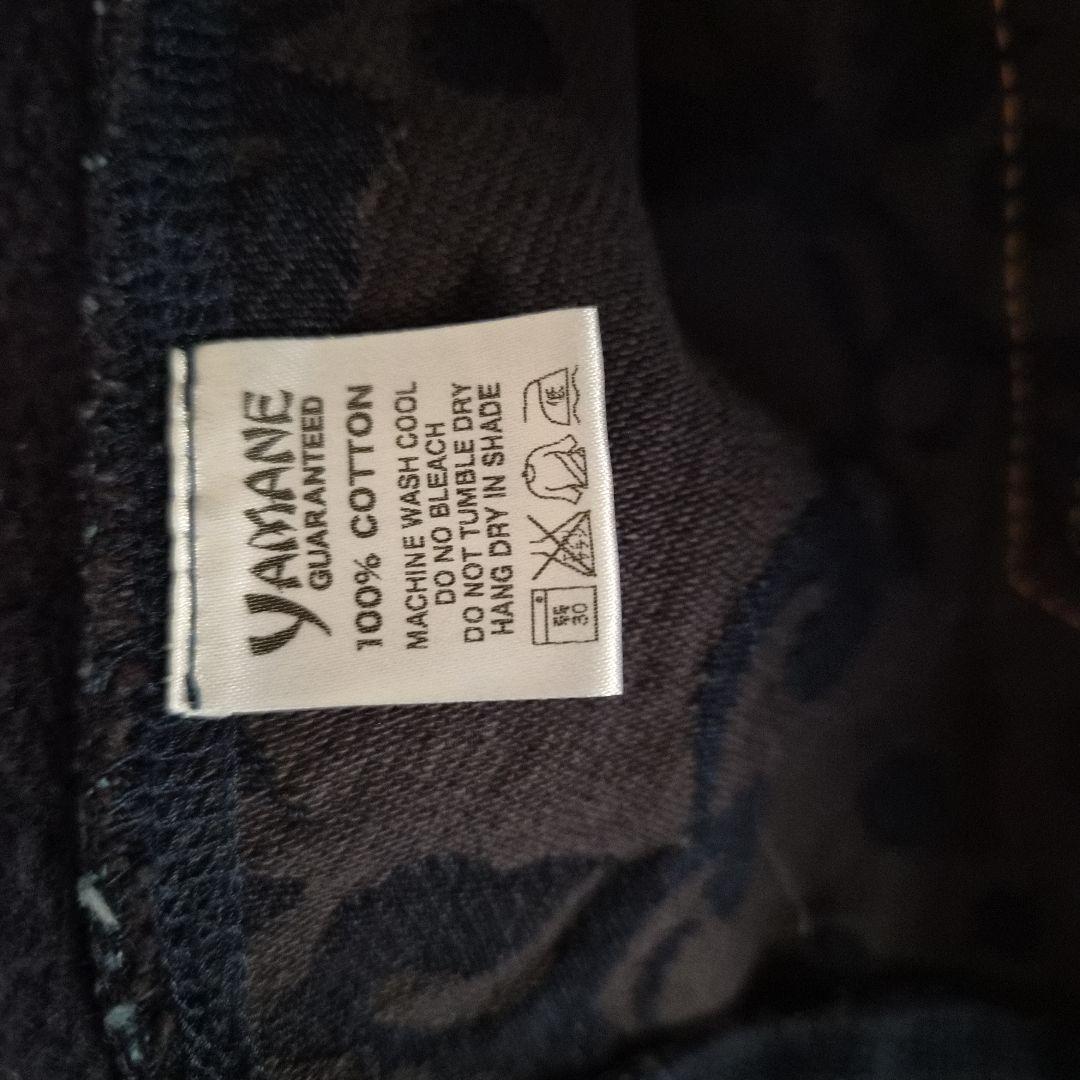 YAMANE
GUARANTEED
100% COTTON
MACHINE WASH COOL
DO NO BLEACH
DO NOT TUMBLE DRY
HANG DRY IN SHADE
30